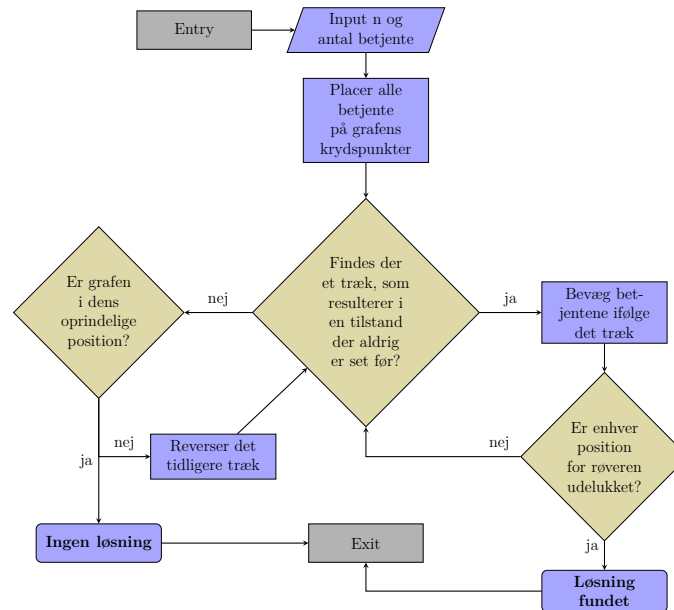 Entry
Input n og
antal betjente
Placer alle
betjente
på grafens
krydspunkter
Findes der
et træk, som
resulterer i
en tilstand
der aldrig
er set før?
nej
ja
Er grafen
i dens
oprindelige
position?
Bevæg bet-
jentene ifølge
det træk
nej
Reverser det
tidligere træk
ja
Er enhver
position
for røveren
udelukket?
nej
ja
Ingen løsning
Exit
Løsning
fundet